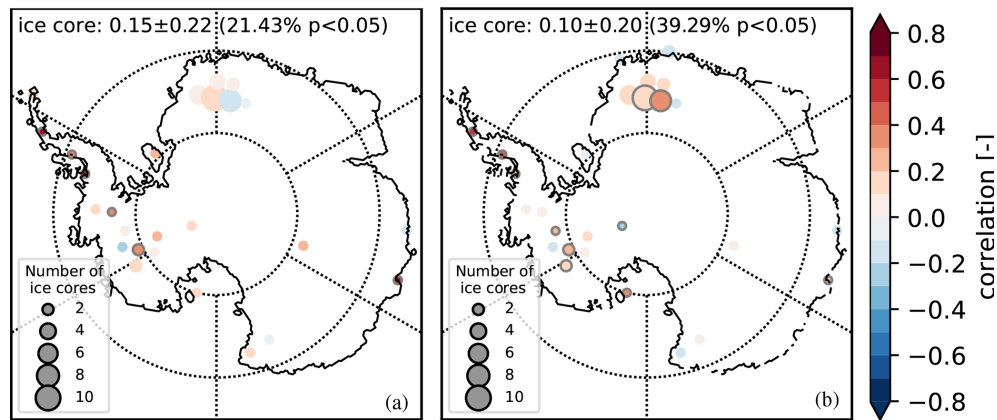 ice core: 0.15±0.22 (21.43% p<0.05)
Number of
ice cores
2
4
6
8
10
(a)
ice core: 0.10±0.20 (39.29% p<0.05)
Number of
ice cores
2
4
6
8
10
(b)
0.8
0.6
0.4
0.2
0.0
−0.2
−0.4
−0.6
−0.8
correlation [-]